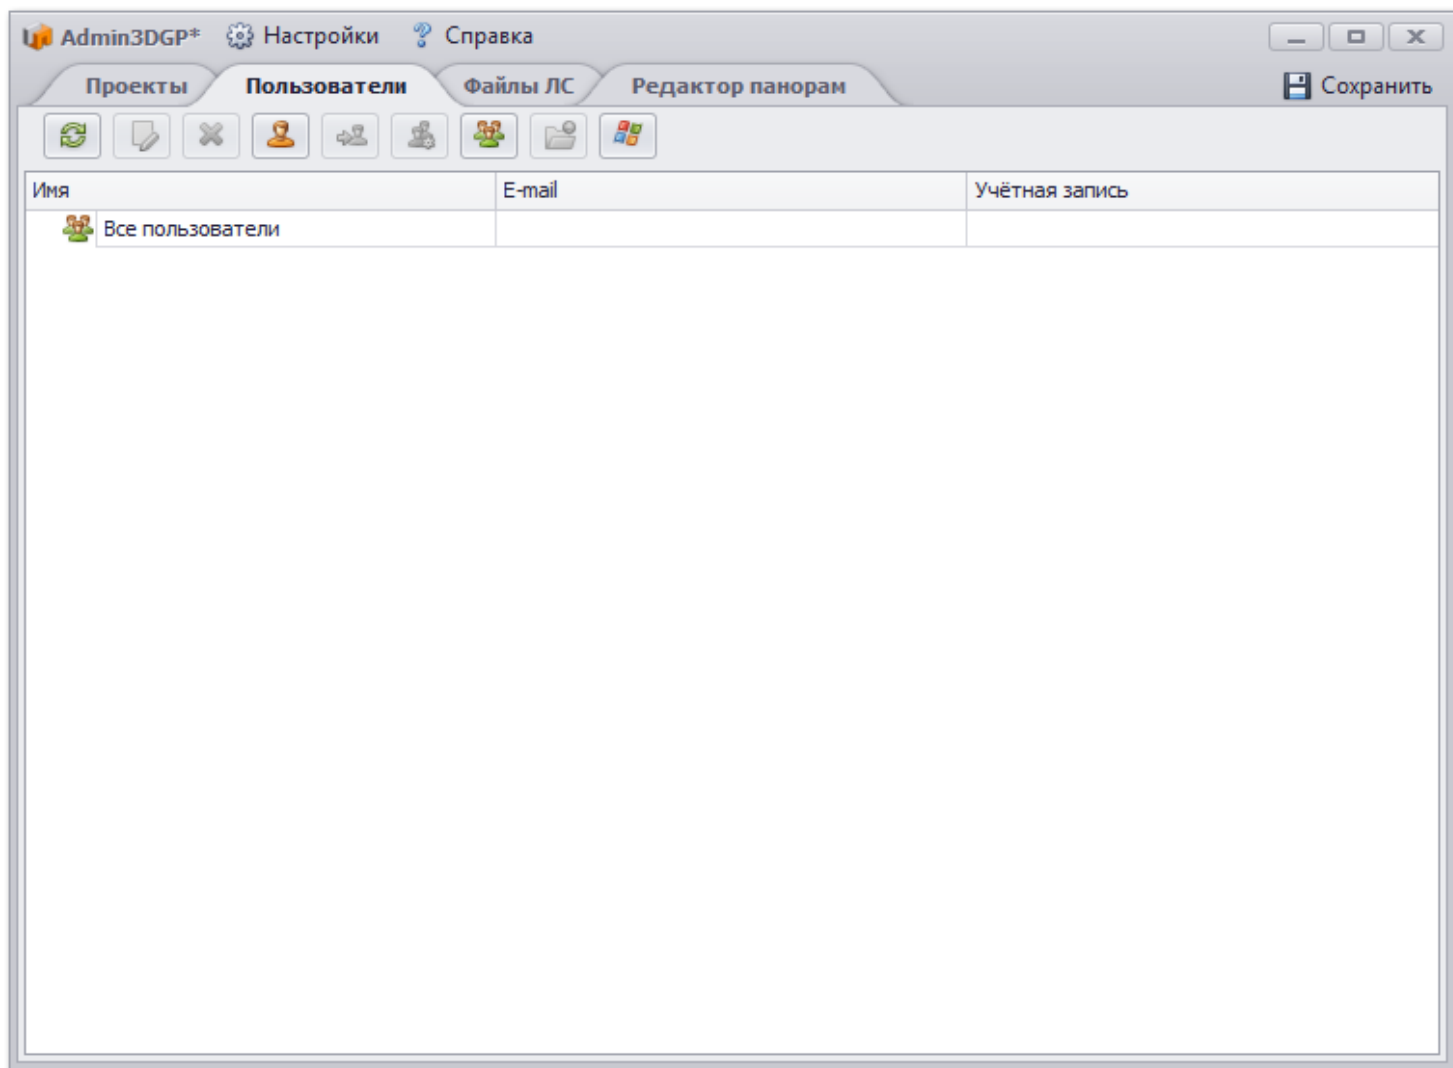 Admin3DGP* Настройки Справка
Проекты Пользователи Файлы ЛС Редактор панорам Сохранить
Имя E-mail Учётная запись
Все пользователи